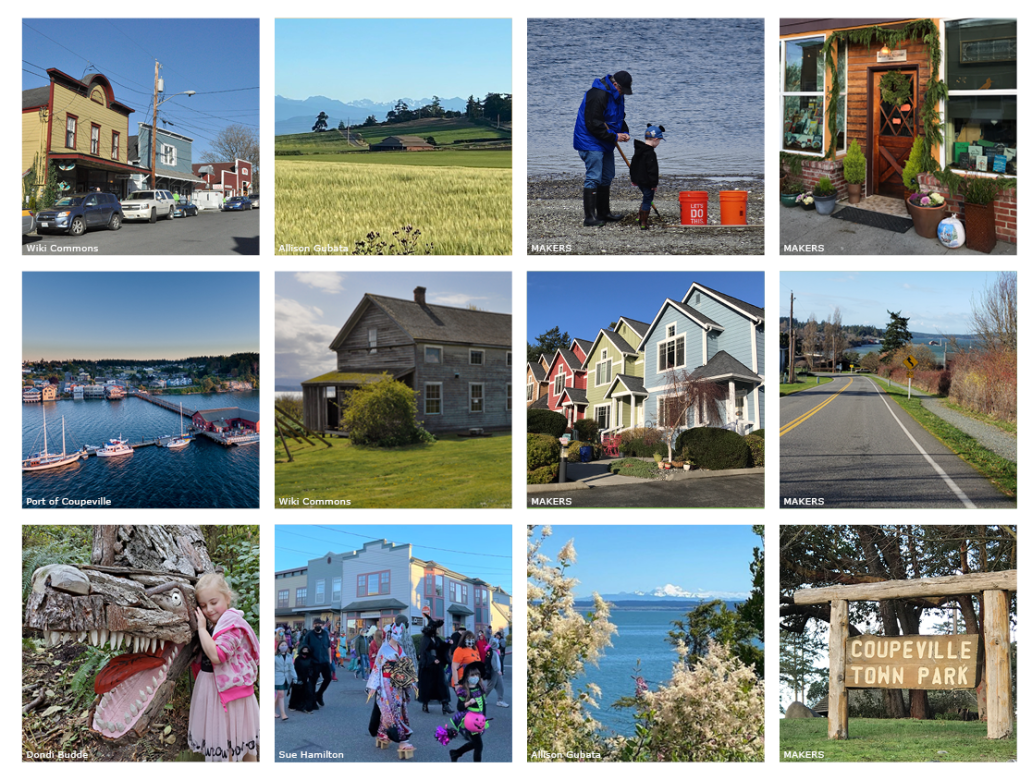 Wiki Commons
Allison Gubata
LET'S
DO
THIS.
MAKERS
MAKERS
Port of Coupeville
Wiki Commons
MAKERS
MAKERS
Dondi Budde
Sue Hamilton
Allison Gubata
COUPEVILLE
TOWN PARK
MAKERS